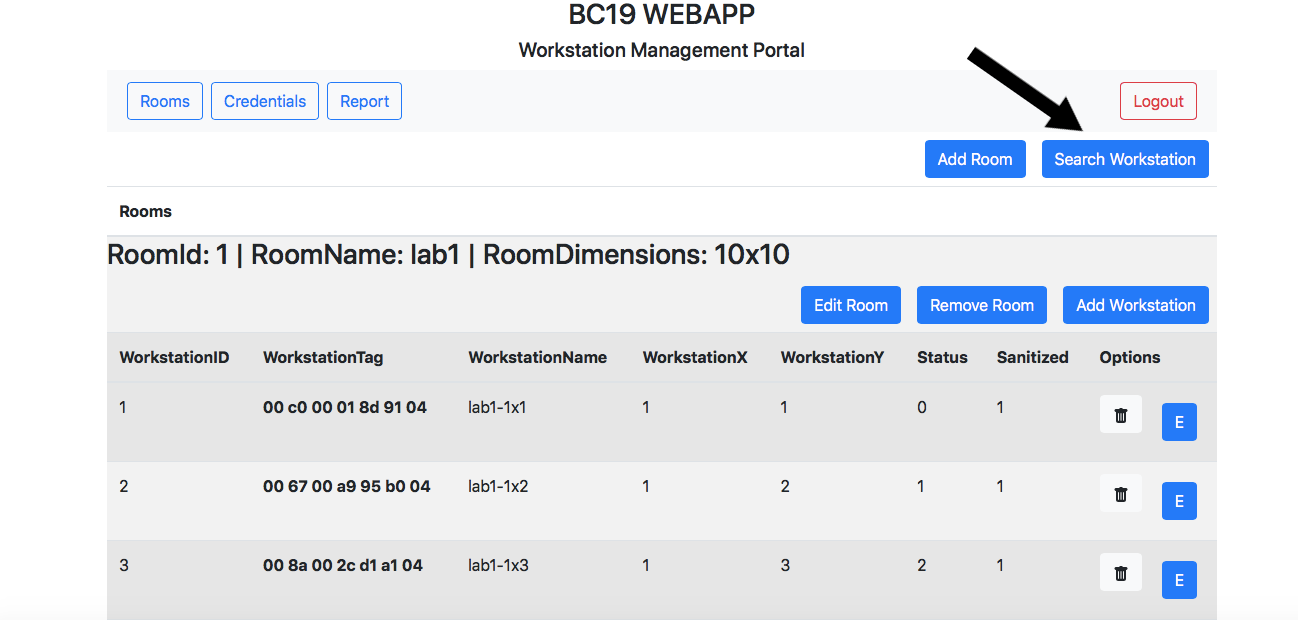 BC19 WEBAPP
Workstation Management Portal
Rooms Credentials Report Logout
Add Room Search Workstation
Rooms
RoomId: 1 | RoomName: lab1 | RoomDimensions: 10x10
Edit Room Remove Room Add Workstation
WorkstationID WorkstationTag WorkstationName WorkstationX WorkstationY Status Sanitized Options
1 00 c0 00 01 8d 91 04 lab1-1x1 1 1 0 1 E
2 00 67 00 a9 95 b0 04 lab1-1x2 1 2 1 1 E
3 00 8a 00 2c d1 a1 04 lab1-1x3 1 3 2 1 E